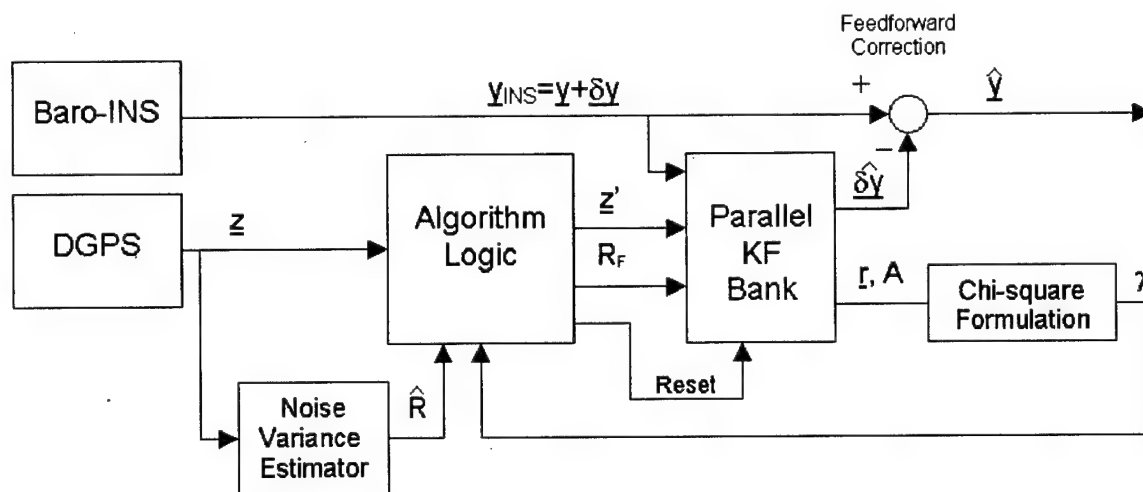 Feedforward
Correction
Baro-INS
y_INS=y+δy
+
ŷ
−
DGPS
z
Algorithm
Logic
z'
R_F
Parallel
KF
Bank
δŷ
r, A
Chi-square
Formulation
Reset
Noise
Variance
Estimator
R̂